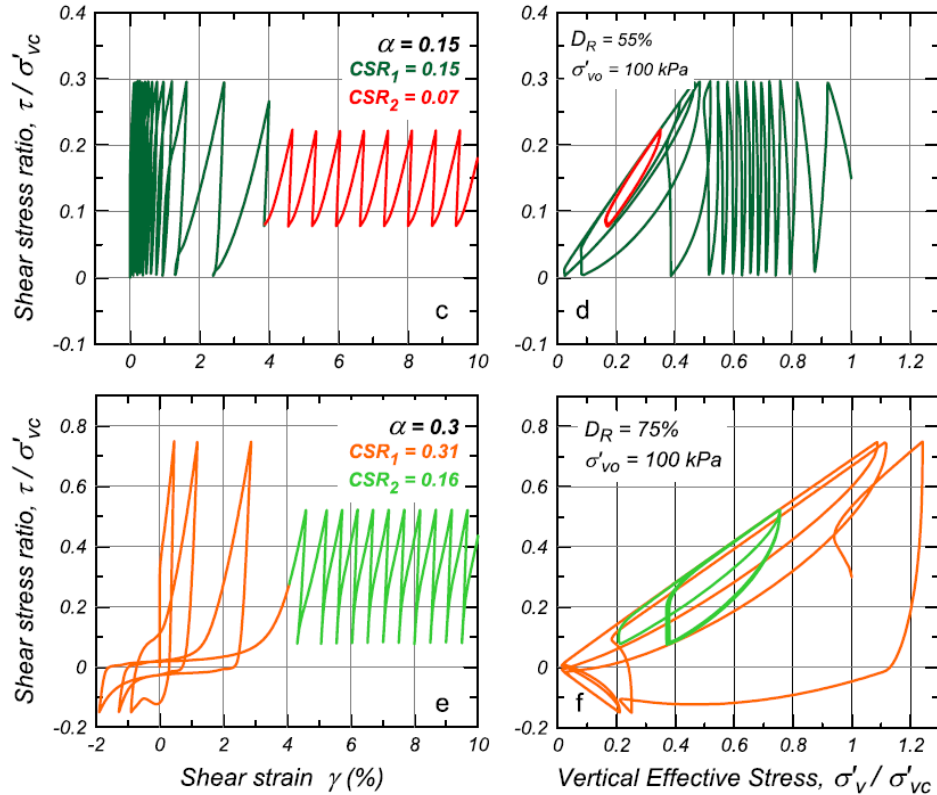 Shear stress ratio, τ / σ'vc
0.4
0.3
0.2
0.1
0
-0.1
α = 0.15
CSR1 = 0.15
CSR2 = 0.07
c
0 2 4 6 8 10
0.4
0.3
0.2
0.1
0
-0.1
DR = 55%
σ'vo = 100 kPa
d
0 0.2 0.4 0.6 0.8 1 1.2
Shear stress ratio, τ / σ'vc
0.8
0.6
0.4
0.2
0
-0.2
α = 0.3
CSR1 = 0.31
CSR2 = 0.16
e
-2 0 2 4 6 8 10
Shear strain γ (%)
0.8
0.6
0.4
0.2
0
-0.2
DR = 75%
σ'vo = 100 kPa
f
0 0.2 0.4 0.6 0.8 1 1.2
Vertical Effective Stress, σ'v / σ'vc